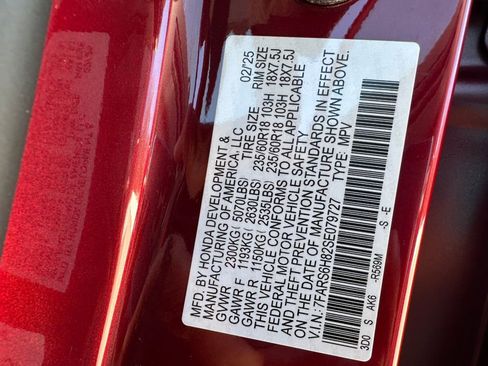 MFD. BY HONDA DEVELOPMENT & 02/'25
MANUFACTURING OF AMERICA, LLC
TIRE SIZE RIM SIZE
GVWR 2300KG( 5070LBS)
GAWR F 1193KG( 2630LBS) 235/60R18 103H 18X7.5J
GAWR R 1150KG( 2535LBS) 235/60R18 103H 18X7.5J
THIS VEHICLE CONFORMS TO ALL APPLICABLE
FEDERAL MOTOR VEHICLE SAFETY
AND THEFT PREVENTION STANDARDS IN EFFECT
ON THE DATE OF MANUFACTURE SHOWN ABOVE.
V.I.N.: 7FARS6H82SE079727 TYPE: MPV
3D0 S AK6 -R569M -S -E